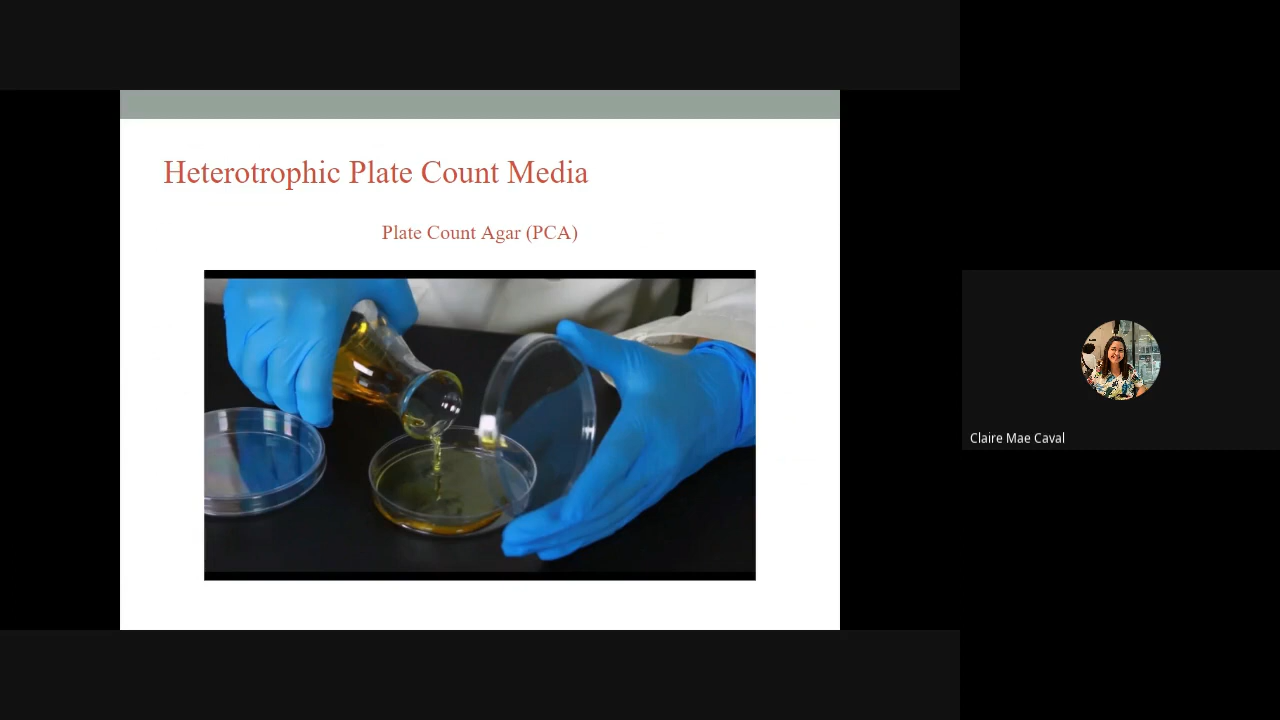 Heterotrophic Plate Count Media
Plate Count Agar (PCA)
Claire Mae Caval